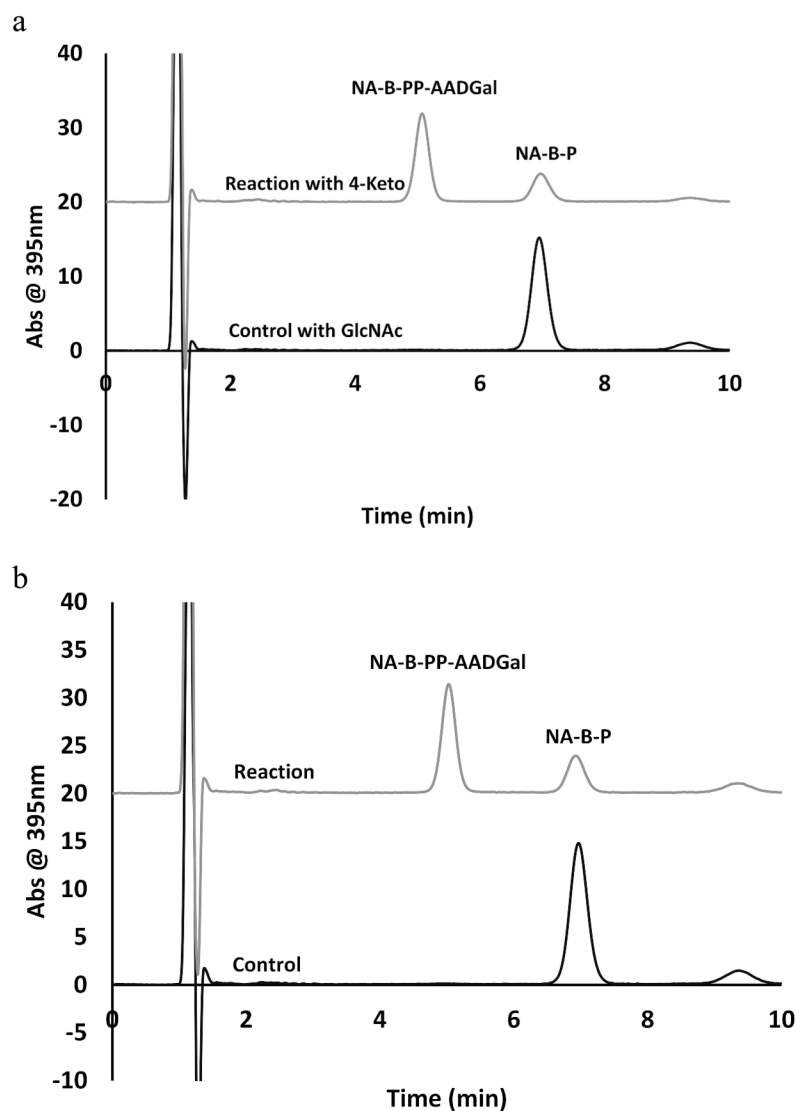 a
40
NA-B-PP-AADGal
30
NA-B-P
Reaction with 4-Keto
20
10
Control with GlcNAc
0
0 2 4 6 8 10
-10
-20
Abs @ 395nm
Time (min)
b
40
35
NA-B-PP-AADGal
30
NA-B-P
25
Reaction
20
15
10
5
Control
0
0 2 4 6 8 10
-5
-10
Abs @ 395nm
Time (min)